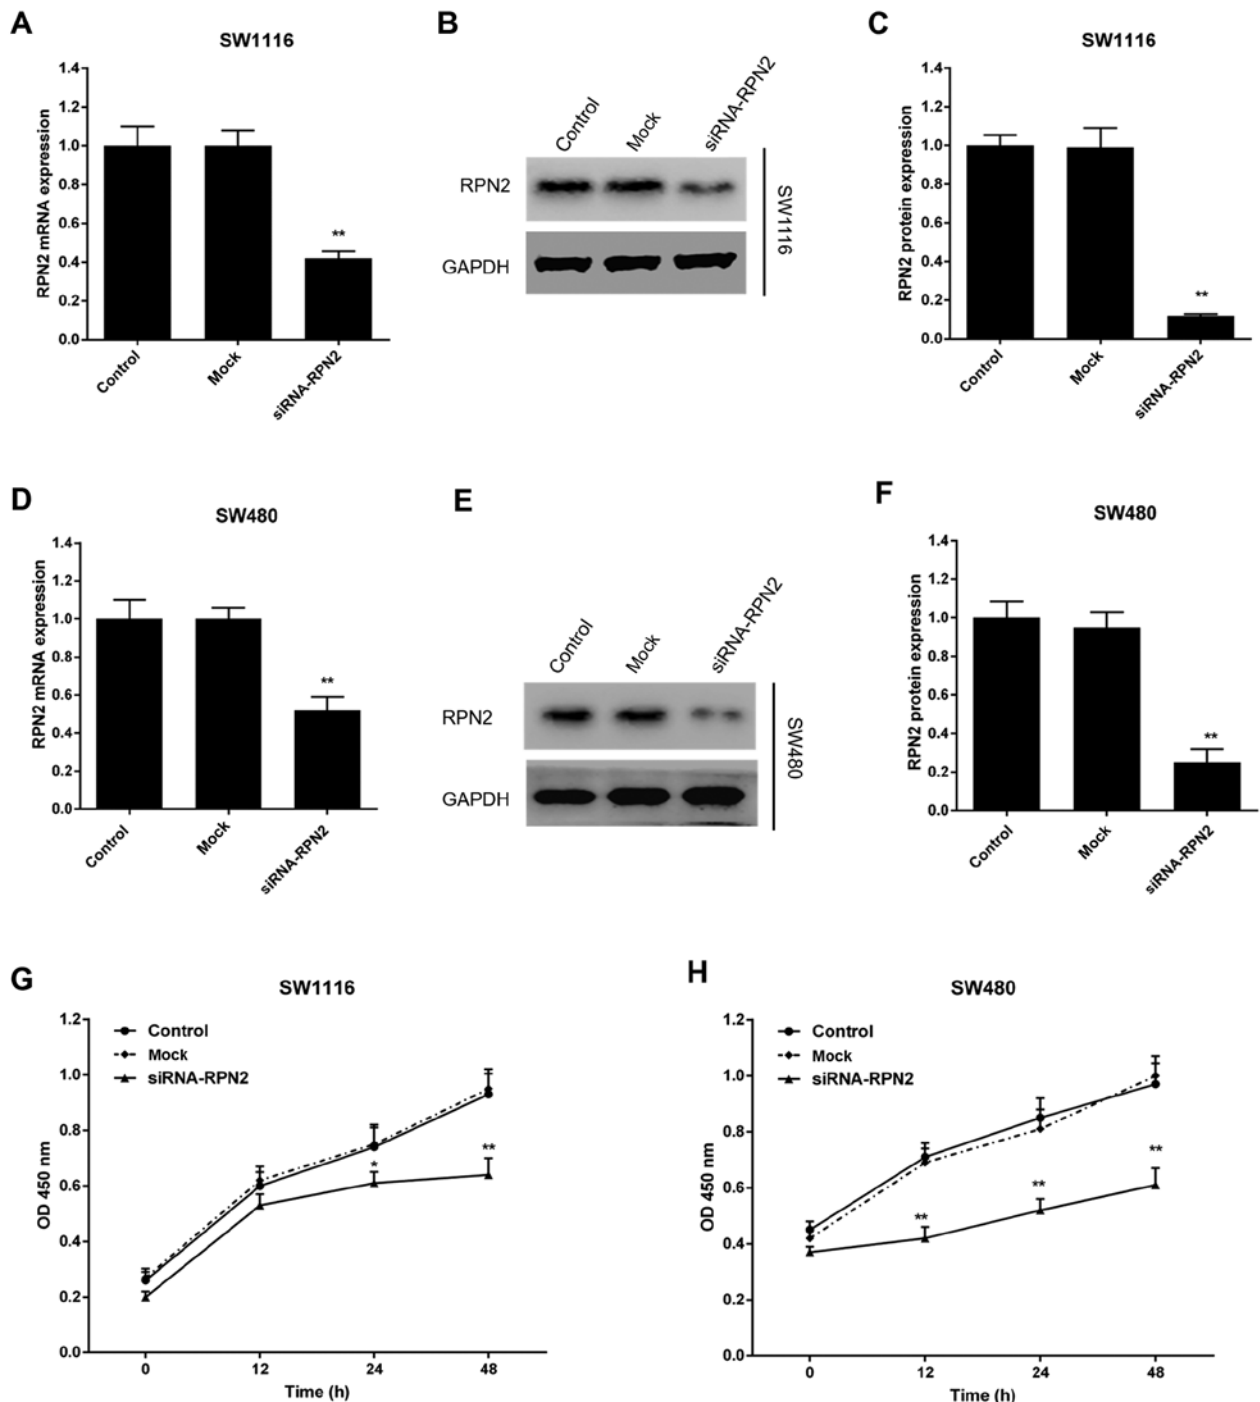 A
SW1116
RPN2 mRNA expression
1.4
1.2
1.0
0.8
0.6
0.4
0.2
0.0
**
Control
Mock
siRNA-RPN2
B
Control
Mock
siRNA-RPN2
RPN2
GAPDH
SW1116
C
SW1116
RPN2 protein expression
1.4
1.2
1.0
0.8
0.6
0.4
0.2
0.0
**
Control
Mock
siRNA-RPN2
D
SW480
RPN2 mRNA expression
1.4
1.2
1.0
0.8
0.6
0.4
0.2
0.0
**
Control
Mock
siRNA-RPN2
E
Control
Mock
siRNA-RPN2
RPN2
GAPDH
SW480
F
SW480
RPN2 protein expression
1.4
1.2
1.0
0.8
0.6
0.4
0.2
0.0
**
Control
Mock
siRNA-RPN2
G
SW1116
OD 450 nm
1.2
1.0
0.8
0.6
0.4
0.2
0.0
Control
Mock
siRNA-RPN2
*
**
0 12 24 48
Time (h)
H
SW480
OD 450 nm
1.2
1.0
0.8
0.6
0.4
0.2
0.0
Control
Mock
siRNA-RPN2
**
**
**
0 12 24 48
Time (h)